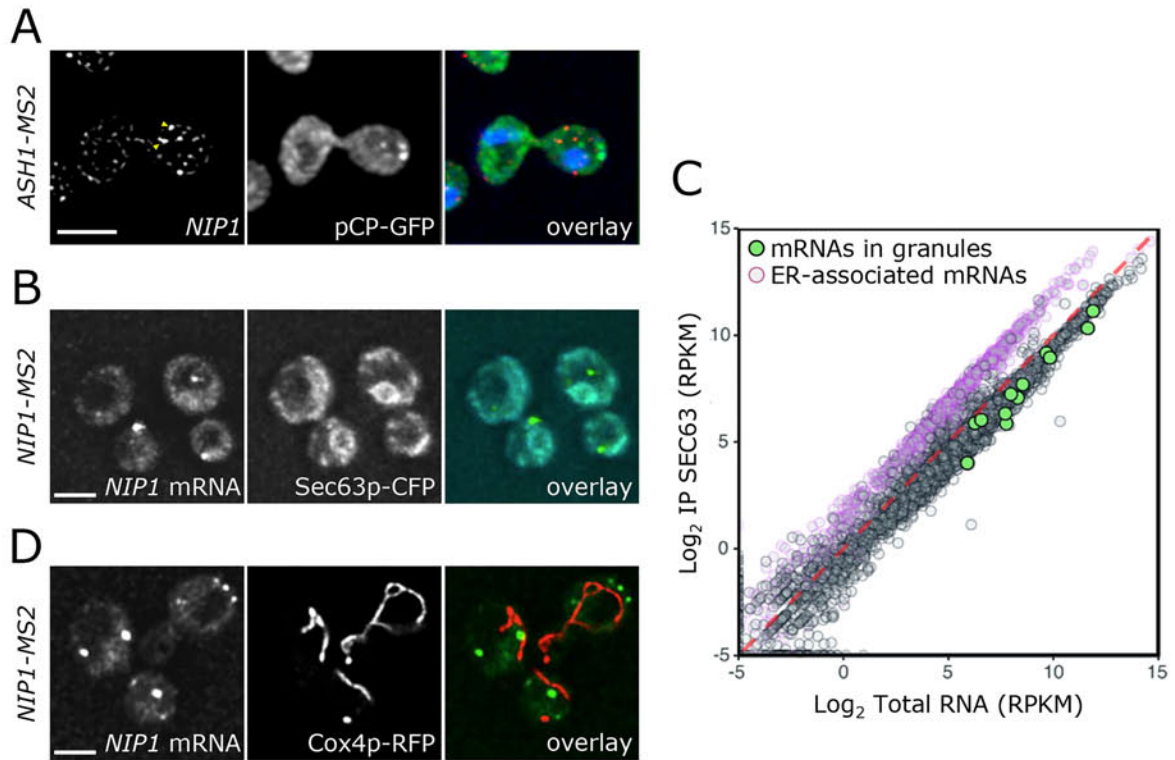 A
ASH1-MS2
NIP1
pCP-GFP
overlay
B
NIP1-MS2
NIP1 mRNA
Sec63p-CFP
overlay
D
NIP1-MS2
NIP1 mRNA
Cox4p-RFP
overlay
C
mRNAs in granules
ER-associated mRNAs
Log2 IP SEC63 (RPKM)
15
10
5
0
-5
-5
0
5
10
15
Log2 Total RNA (RPKM)